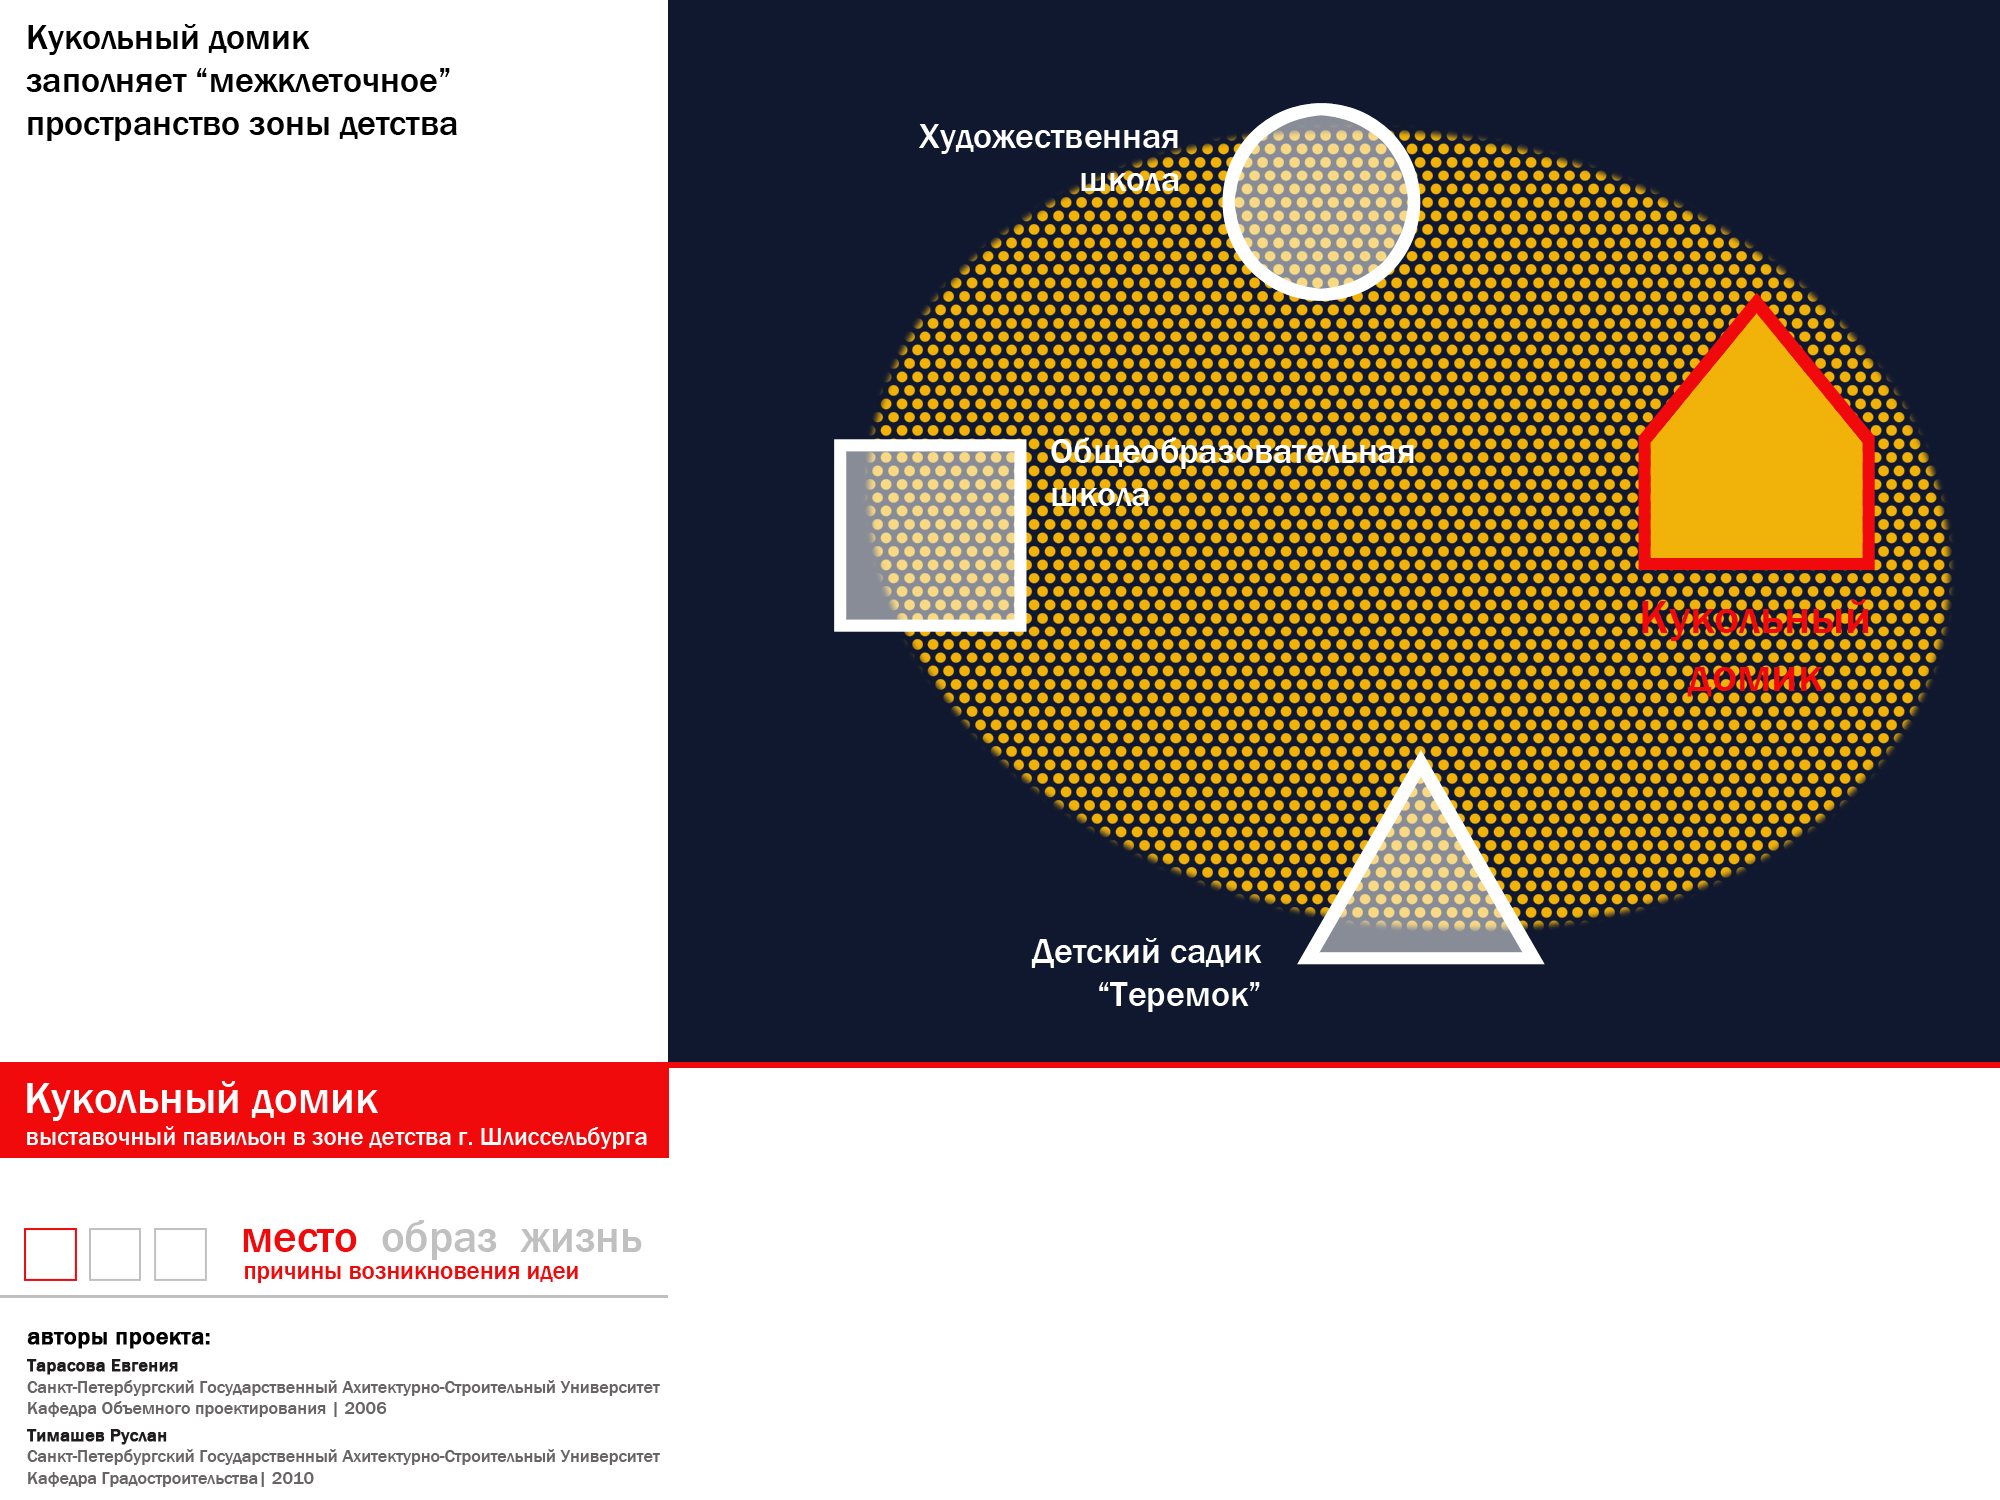 Кукольный домик
заполняет “межклеточное”
пространство зоны детства
Художественная
школа
Общеобразовательная
школа
Кукольный
домик
Детский садик
“Теремок”
Кукольный домик
выставочный павильон в зоне детства г. Шлиссельбурга
место образ жизнь
причины возникновения идеи
авторы проекта:
Тарасова Евгения
Санкт-Петербургский Государственный Ахитектурно-Строительный Университет
Кафедра Объемного проектирования | 2006
Тимашев Руслан
Санкт-Петербургский Государственный Ахитектурно-Строительный Университет
Кафедра Градостроительства| 2010